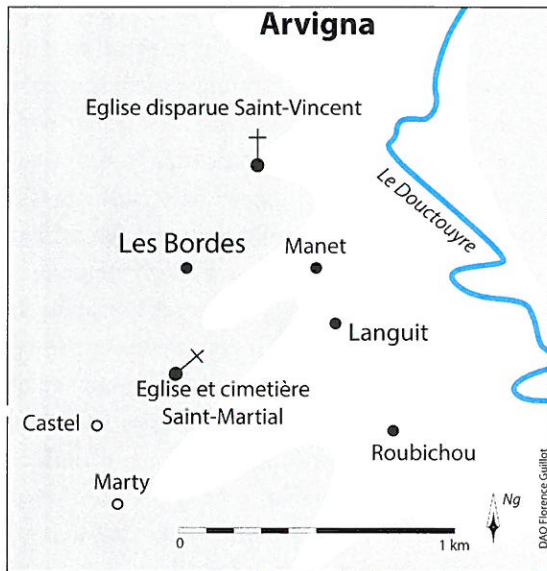 Arvigna
Eglise disparue Saint-Vincent
Le Douctouyre
Les Bordes
Manet
Languit
Eglise et cimetière
Saint-Martial
Castel
Roubichou
Marty
Ng
0
1 km
DAO Florence Guillot